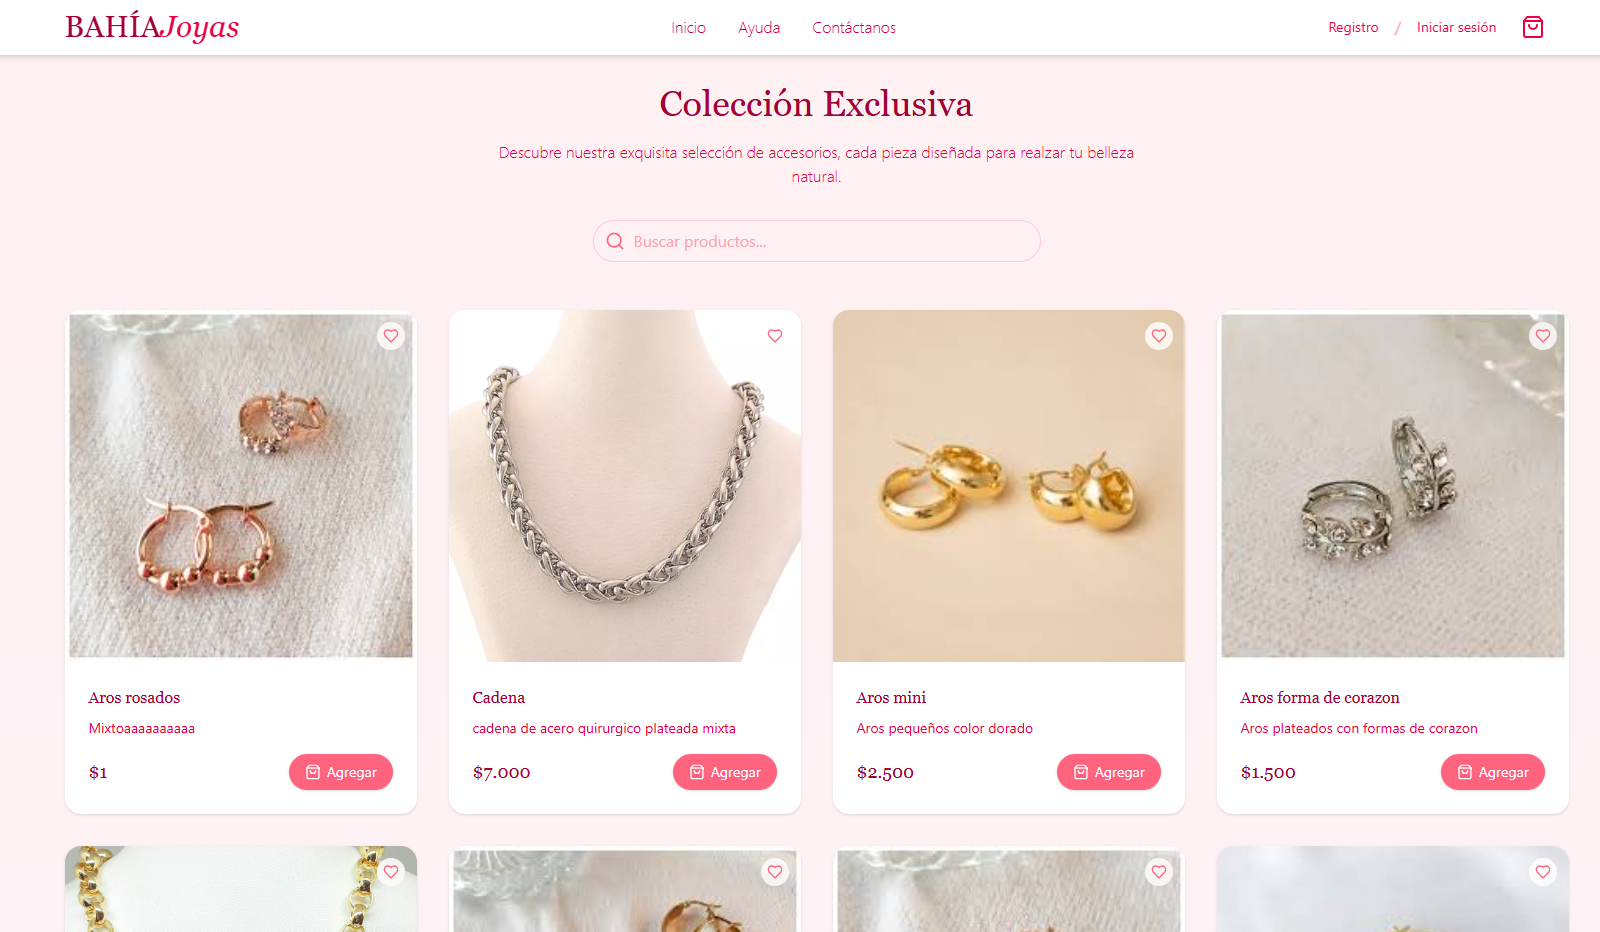 BAHÍAJoyas
Inicio
Ayuda
Contáctanos
Registro / Iniciar sesión
Colección Exclusiva
Descubre nuestra exquisita selección de accesorios, cada pieza diseñada para realzar tu belleza
natural.
Buscar productos...
Aros rosados
Mixtoaaaaaaaaaa
$1
Agregar
Cadena
cadena de acero quirurgico plateada mixta
$7.000
Agregar
Aros mini
Aros pequeños color dorado
$2.500
Agregar
Aros forma de corazon
Aros plateados con formas de corazon
$1.500
Agregar